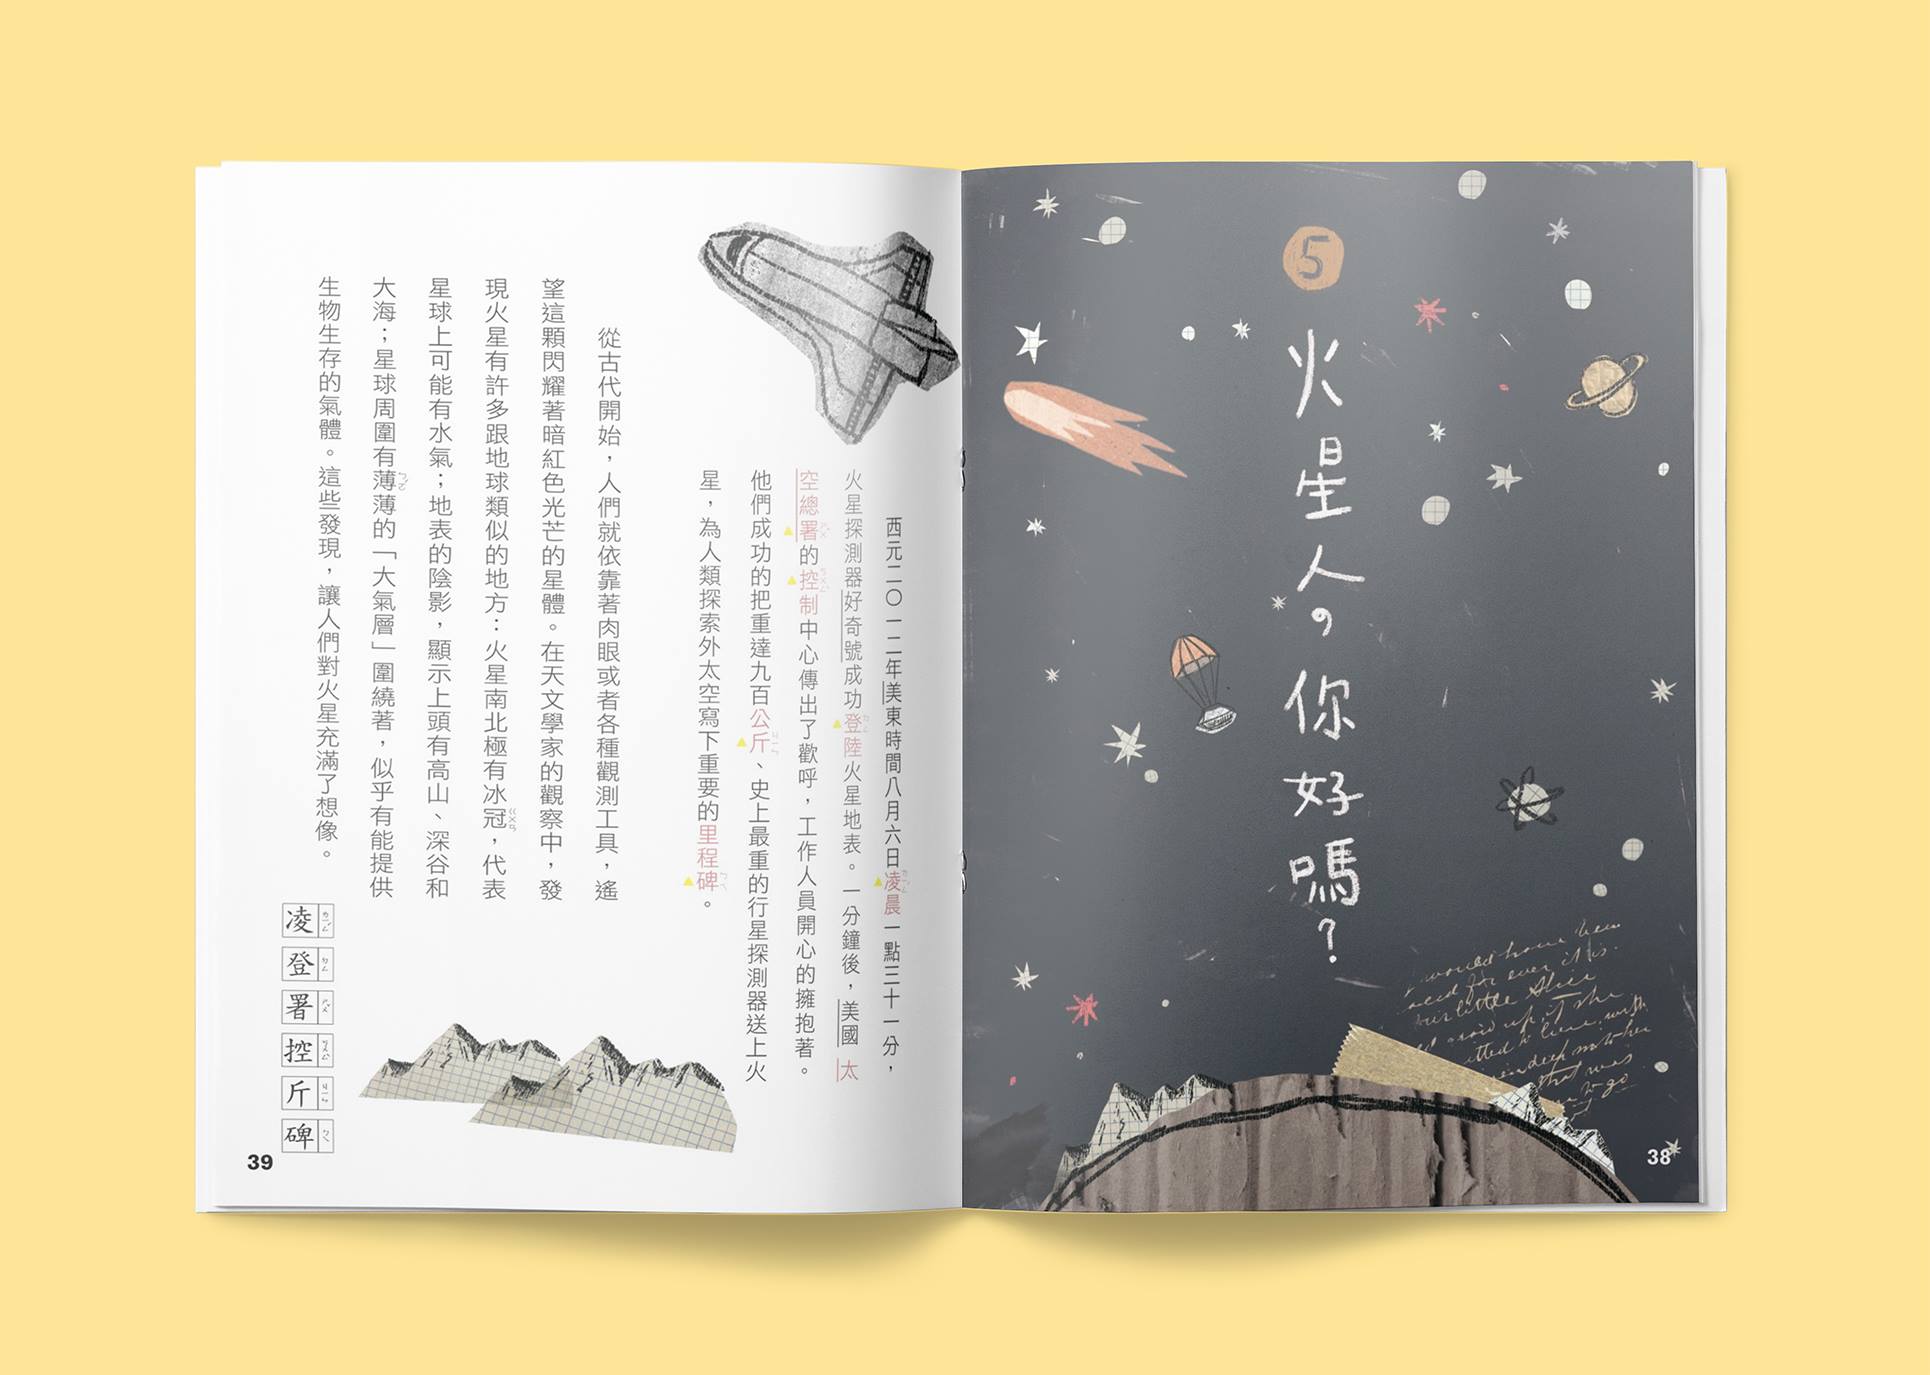 5
火星人，你好嗎？
38
西元二〇一二年美東時間八月六日凌晨一點三十一分，
火星探測器好奇號成功登陸火星地表。一分鐘後，美國太
空總署的控制中心傳出了歡呼，工作人員開心的擁抱著。
他們成功的把重達九百公斤、史上最重的行星探測器送上火
星，為人類探索外太空寫下重要的里程碑。
從古代開始，人們就依靠著肉眼或者各種觀測工具，遙
望這顆閃耀著暗紅色光芒的星體。在天文學家的觀察中，發
現火星有許多跟地球類似的地方：火星南北極有冰冠，代表
星球上可能有水氣；地表的陰影，顯示上頭有高山、深谷和
大海；星球周圍有薄薄的「大氣層」圍繞著，似乎有能提供
生物生存的氣體。這些發現，讓人們對火星充滿了想像。
凌
登
署
控
斤
碑
39